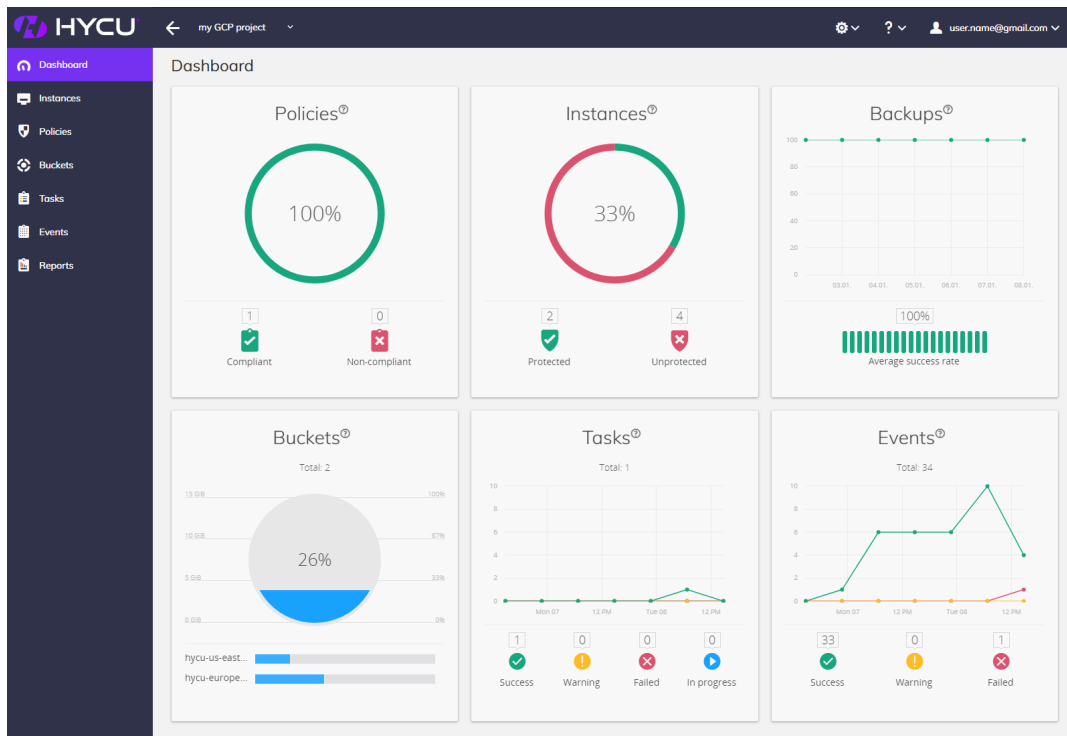 HYCU
my GCP project
?
user.name@gmail.com
Dashboard
Instances
Policies
Buckets
Tasks
Events
Reports
Dashboard
Policies?
100%
1
0
Compliant
Non-compliant
Instances?
33%
2
4
Protected
Unprotected
Backups?
100
80
60
40
20
0
03.01.
04.01.
05.01.
06.01.
07.01.
08.01.
100%
Average success rate
Buckets?
Total: 2
15 GiB
100%
10 GiB
67%
26%
5 GiB
33%
0 GiB
0%
hycu-us-east...
hycu-europe...
Tasks?
Total: 1
10
8
6
4
2
0
Mon 07
12 PM
Tue 08
12 PM
1
0
0
0
Success
Warning
Failed
In progress
Events?
Total: 34
10
8
6
4
2
0
Mon 07
12 PM
Tue 08
12 PM
33
0
1
Success
Warning
Failed